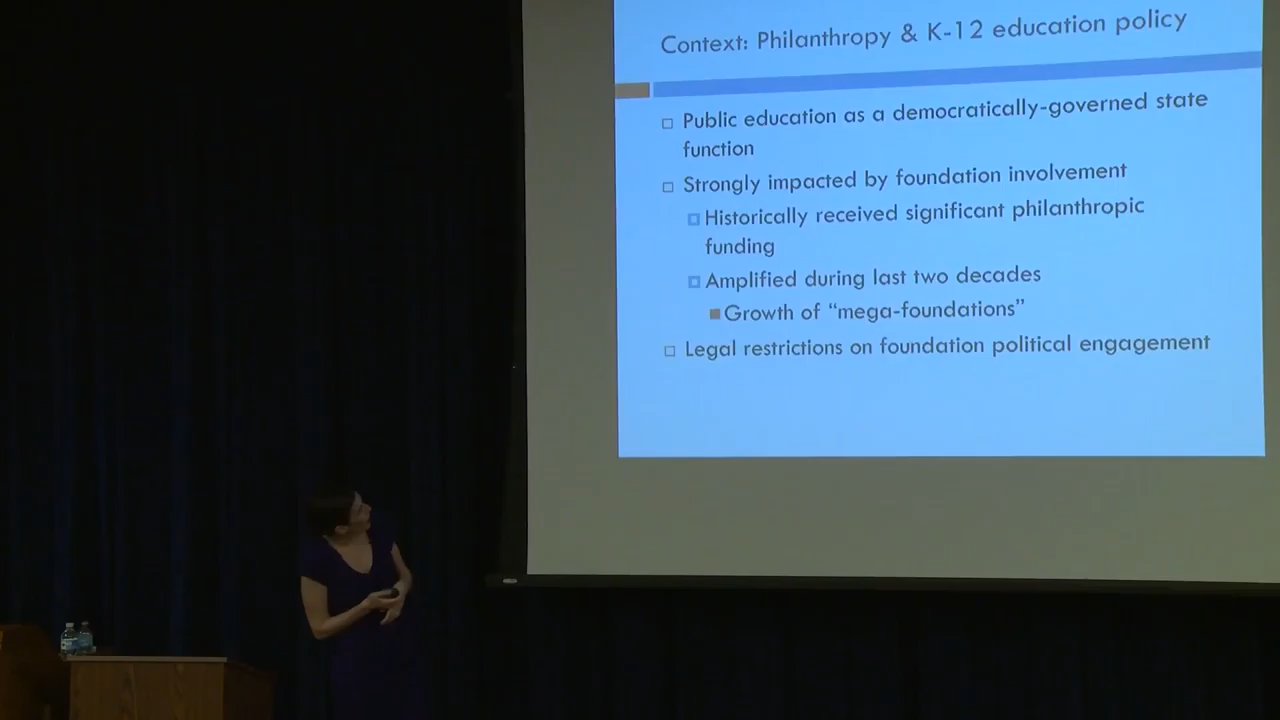 Context: Philanthropy & K-12 education policy
Public education as a democratically-governed state
function
Strongly impacted by foundation involvement
Historically received significant philanthropic
funding
Amplified during last two decades
Growth of “mega-foundations”
Legal restrictions on foundation political engagement